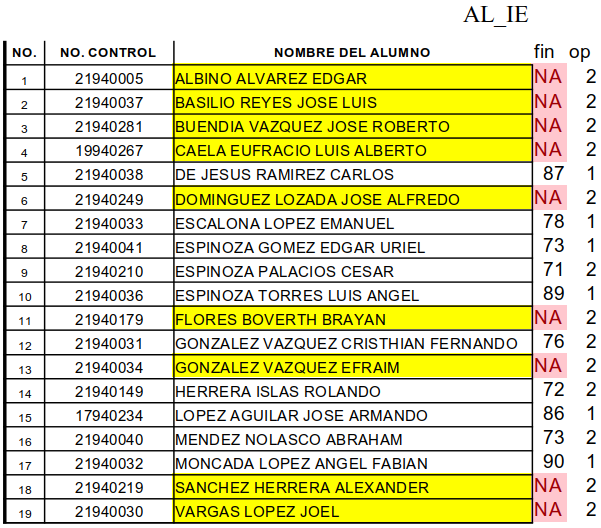 AL_IE
NO. NO. CONTROL NOMBRE DEL ALUMNO fin op
1 21940005 ALBINO ALVAREZ EDGAR NA 2
2 21940037 BASILIO REYES JOSE LUIS NA 2
3 21940281 BUENDIA VAZQUEZ JOSE ROBERTO NA 2
4 19940267 CAELA EUFRACIO LUIS ALBERTO NA 2
5 21940038 DE JESUS RAMIREZ CARLOS 87 1
6 21940249 DOMINGUEZ LOZADA JOSE ALFREDO NA 2
7 21940033 ESCALONA LOPEZ EMANUEL 78 1
8 21940041 ESPINOZA GOMEZ EDGAR URIEL 73 1
9 21940210 ESPINOZA PALACIOS CESAR 71 2
10 21940036 ESPINOZA TORRES LUIS ANGEL 89 1
11 21940179 FLORES BOVERTH BRAYAN NA 2
12 21940031 GONZALEZ VAZQUEZ CRISTHIAN FERNANDO 76 2
13 21940034 GONZALEZ VAZQUEZ EFRAIM NA 2
14 21940149 HERRERA ISLAS ROLANDO 72 2
15 17940234 LOPEZ AGUILAR JOSE ARMANDO 86 1
16 21940040 MENDEZ NOLASCO ABRAHAM 73 2
17 21940032 MONCADA LOPEZ ANGEL FABIAN 90 1
18 21940219 SANCHEZ HERRERA ALEXANDER NA 2
19 21940030 VARGAS LOPEZ JOEL NA 2